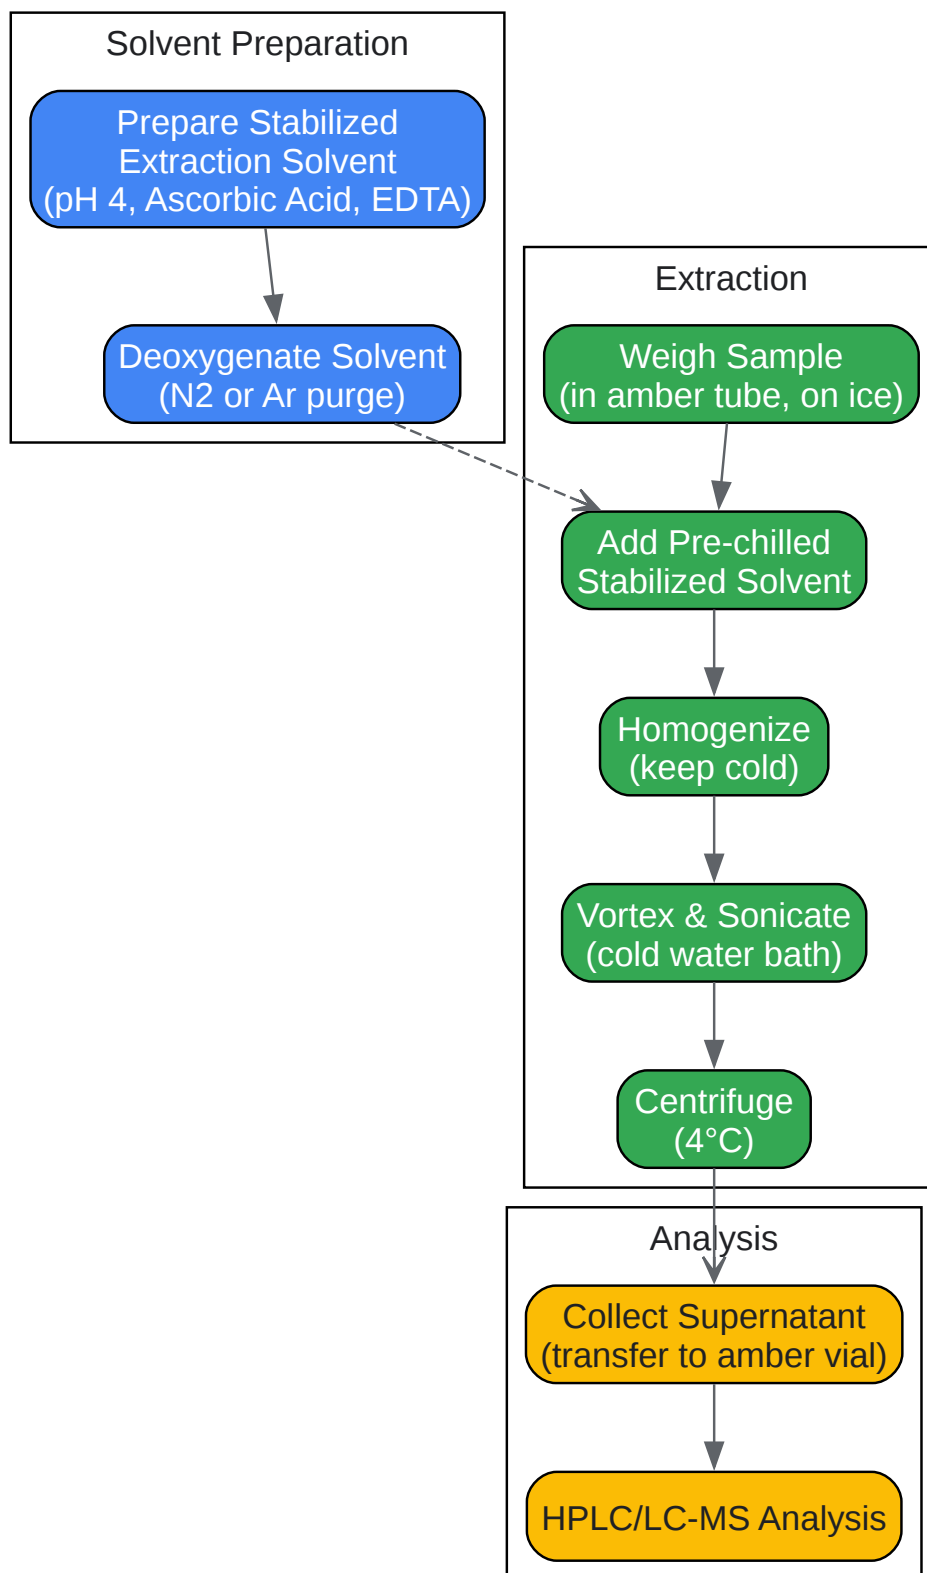 Solvent Preparation
Prepare Stabilized
Extraction Solvent
(pH 4, Ascorbic Acid, EDTA)
Deoxygenate Solvent
(N2 or Ar purge)
Extraction
Weigh Sample
(in amber tube, on ice)
Add Pre-chilled
Stabilized Solvent
Homogenize
(keep cold)
Vortex & Sonicate
(cold water bath)
Centrifuge
(4°C)
Analysis
Collect Supernatant
(transfer to amber vial)
HPLC/LC-MS Analysis